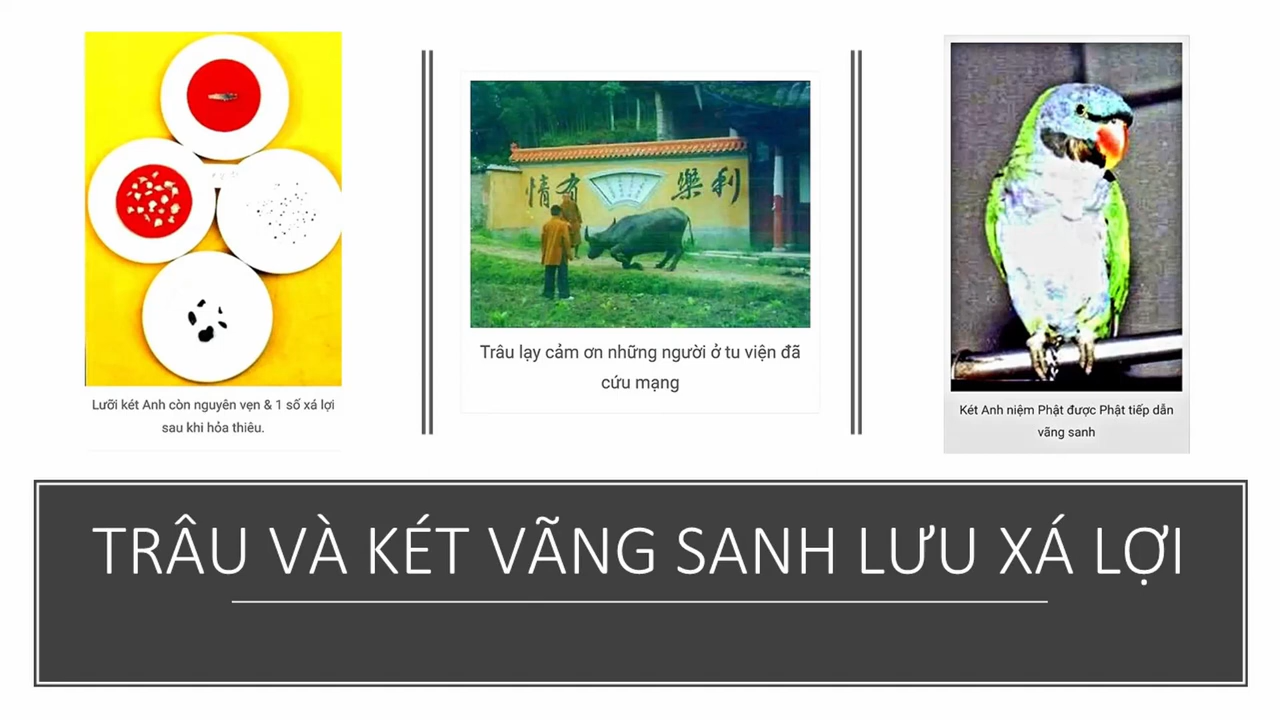 情有 樂利
Lưỡi két Anh còn nguyên vẹn & 1 số xá lợi
sau khi hỏa thiêu.
Trâu lạy cảm ơn những người ở tu viện đã
cứu mạng
Két Anh niệm Phật được Phật tiếp dẫn
vãng sanh
TRÂU VÀ KÉT VÃNG SANH LƯU XÁ LỢI